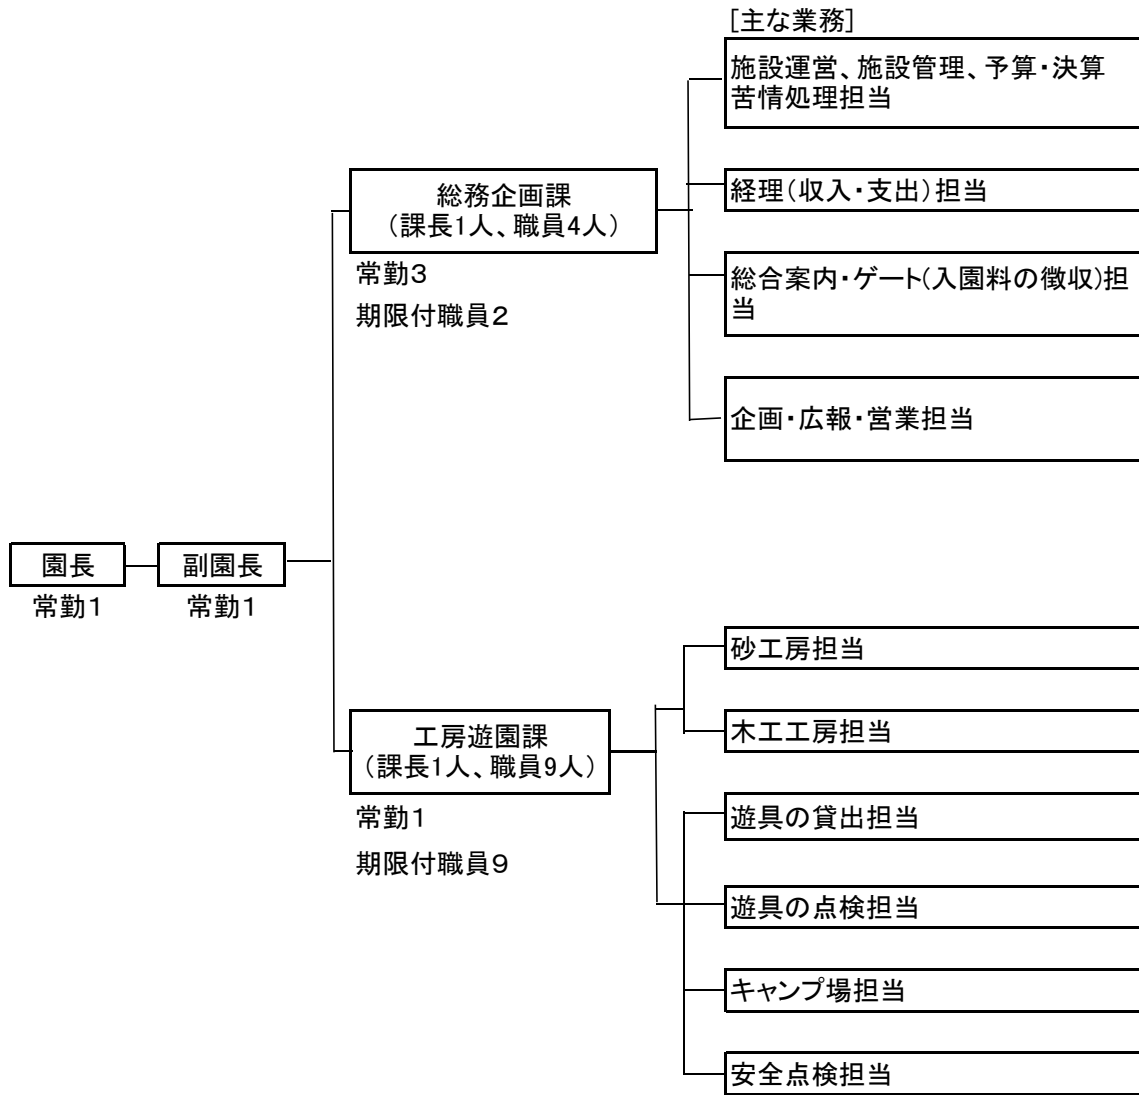 [主な業務]
施設運営、施設管理、予算・決算
苦情処理担当
総務企画課
（課長1人、職員4人）
常勤３
期限付職員２
経理（収入・支出）担当
総合案内・ゲート(入園料の徴収)担
当
企画・広報・営業担当
園長
常勤１
副園長
常勤１
工房遊園課
（課長1人、職員9人）
常勤１
期限付職員９
砂工房担当
木工工房担当
遊具の貸出担当
遊具の点検担当
キャンプ場担当
安全点検担当